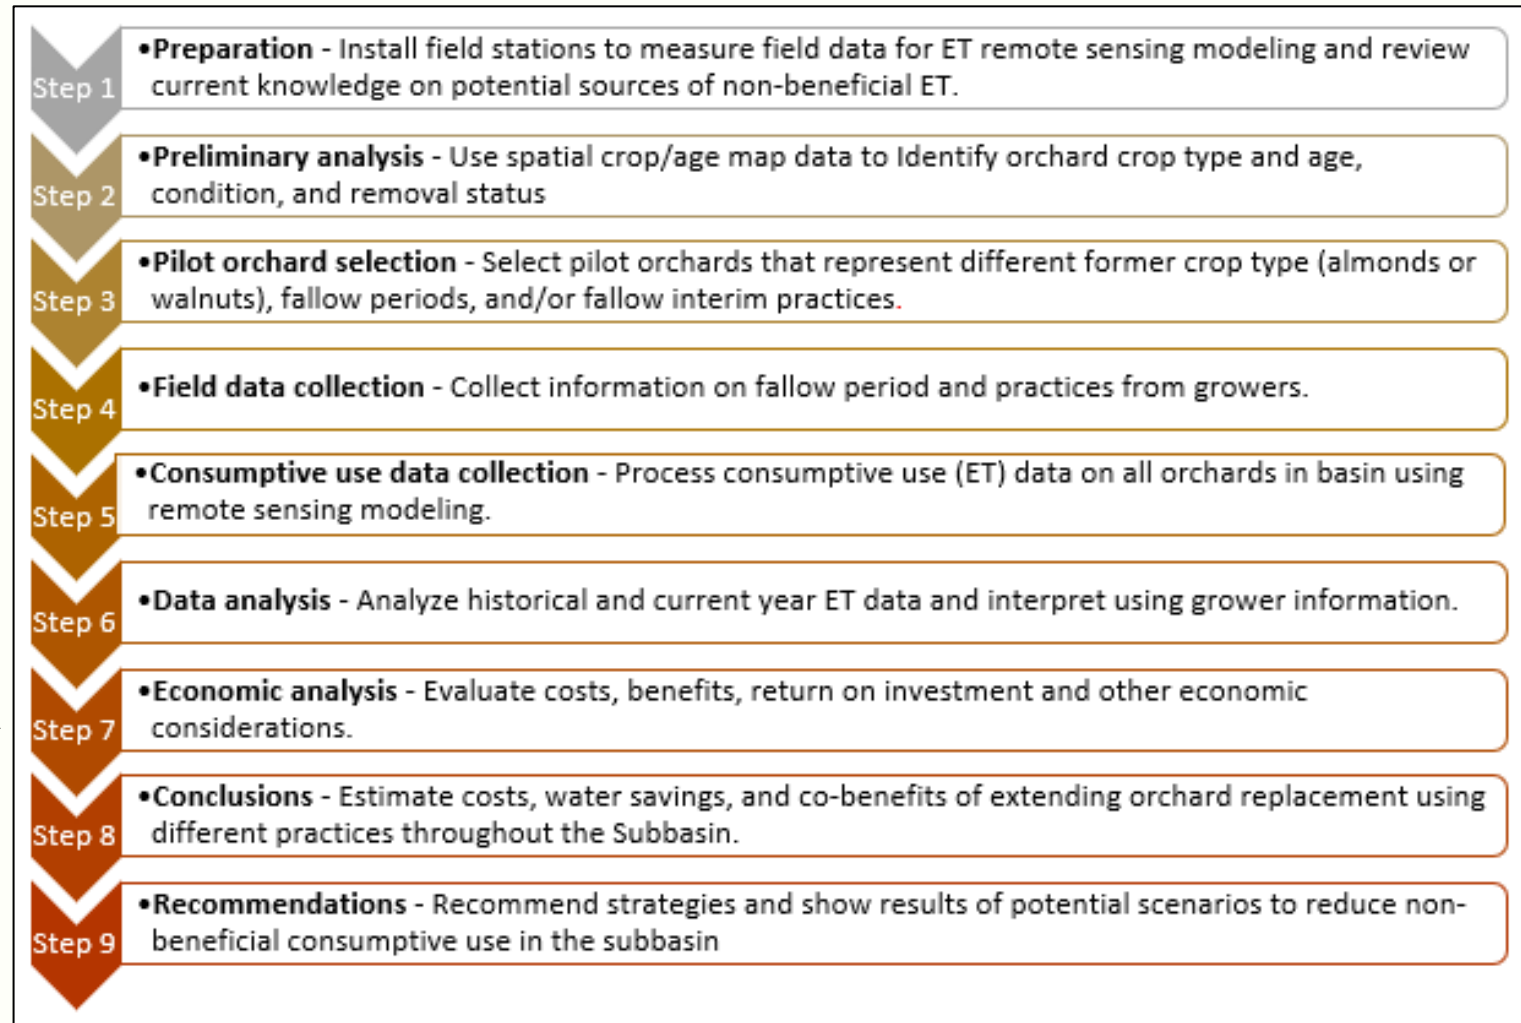 Step 1
•Preparation - Install field stations to measure field data for ET remote sensing modeling and review
current knowledge on potential sources of non-beneficial ET.
Step 2
•Preliminary analysis - Use spatial crop/age map data to Identify orchard crop type and age,
condition, and removal status
Step 3
•Pilot orchard selection - Select pilot orchards that represent different former crop type (almonds or
walnuts), fallow periods, and/or fallow interim practices.
Step 4
•Field data collection - Collect information on fallow period and practices from growers.
Step 5
•Consumptive use data collection - Process consumptive use (ET) data on all orchards in basin using
remote sensing modeling.
Step 6
•Data analysis - Analyze historical and current year ET data and interpret using grower information.
Step 7
•Economic analysis - Evaluate costs, benefits, return on investment and other economic
considerations.
Step 8
•Conclusions - Estimate costs, water savings, and co-benefits of extending orchard replacement using
different practices throughout the Subbasin.
Step 9
•Recommendations - Recommend strategies and show results of potential scenarios to reduce non-
beneficial consumptive use in the subbasin